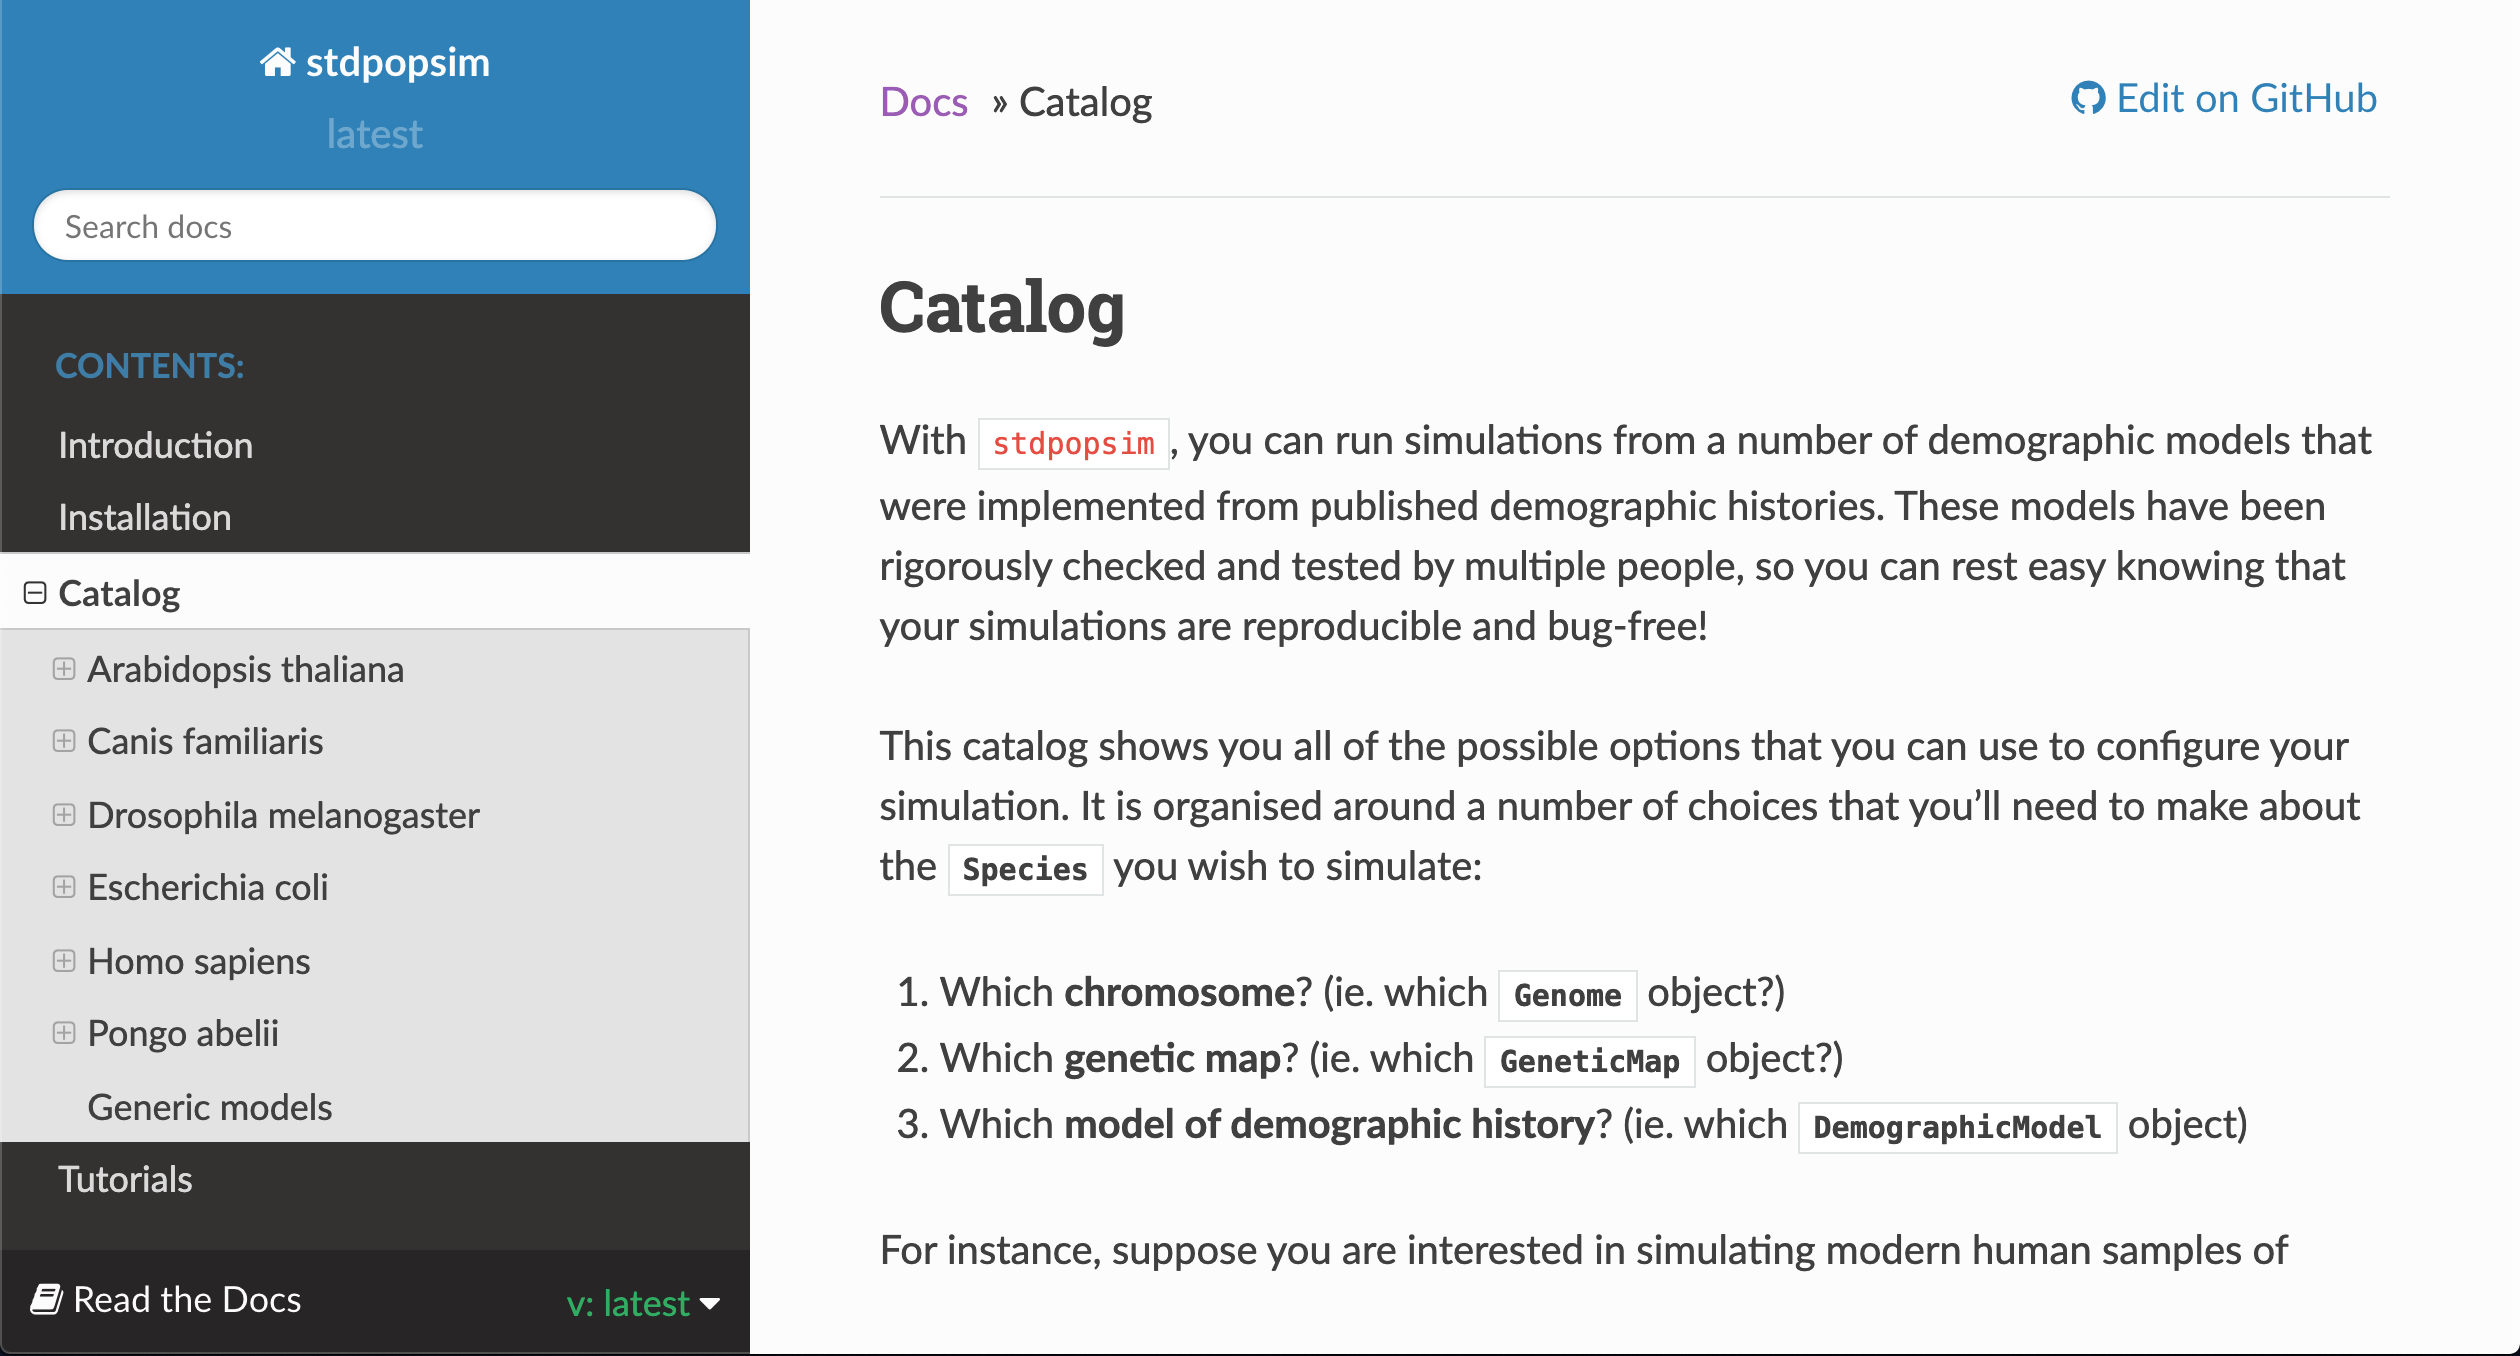 stdpopsim
latest
Search docs
CONTENTS:
Introduction
Installation
Catalog
Arabidopsis thaliana
Canis familiaris
Drosophila melanogaster
Escherichia coli
Homo sapiens
Pongo abelii
Generic models
Tutorials
Read the Docs
v: latest
Docs » Catalog
Edit on GitHub
Catalog
With stdpopsim, you can run simulations from a number of demographic models that
were implemented from published demographic histories. These models have been
rigorously checked and tested by multiple people, so you can rest easy knowing that
your simulations are reproducible and bug-free!
This catalog shows you all of the possible options that you can use to configure your
simulation. It is organised around a number of choices that you’ll need to make about
the Species you wish to simulate:
1. Which chromosome? (ie. which Genome object?)
2. Which genetic map? (ie. which GeneticMap object?)
3. Which model of demographic history? (ie. which DemographicModel object)
For instance, suppose you are interested in simulating modern human samples of